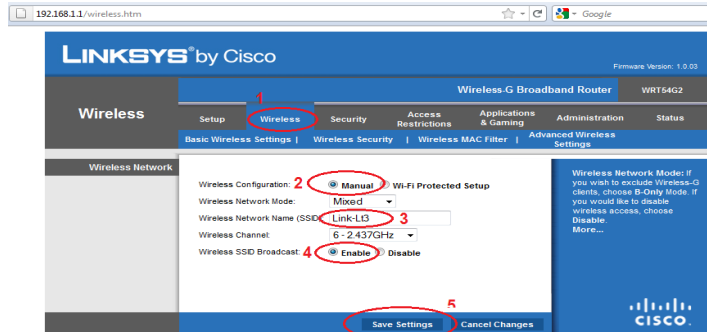 192.168.1.1/wireless.htm
Google
LINKSYS® by Cisco
Firmware Version: 1.0.03
Wireless-G Broadband Router WRT54G2
1
Wireless
Setup Wireless Security Access Restrictions Applications & Gaming Administration Status
Basic Wireless Settings | Wireless Security | Wireless MAC Filter | Advanced Wireless Settings
Wireless Network
Wireless Configuration: 2 Manual Wi-Fi Protected Setup
Wireless Network Mode: Mixed
Wireless Network Name (SSID Link-Lt3 3
Wireless Channel: 6 - 2.437GHz
Wireless SSID Broadcast: 4 Enable Disable
Wireless Network Mode: If
you wish to exclude Wireless-G
clients, choose B-Only Mode. If
you would like to disable
wireless access, choose
Disable.
More...
5
Save Settings Cancel Changes
CISCO.